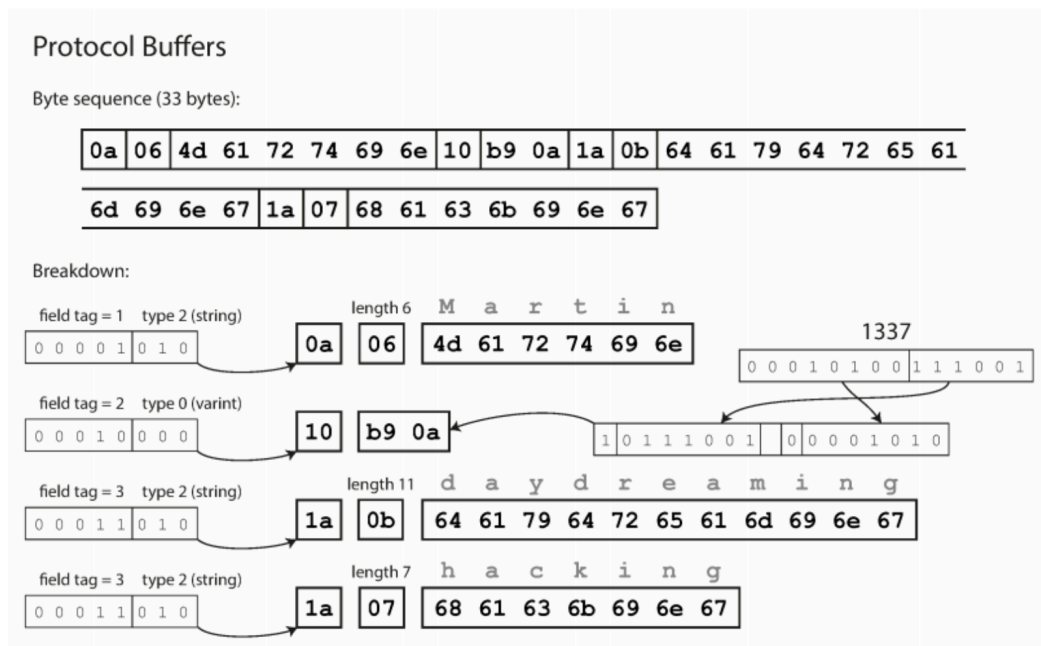 Protocol Buffers
Byte sequence (33 bytes):
0a 06 4d 61 72 74 69 6e 10 b9 0a 1a 0b 64 61 79 64 72 65 61
6d 69 6e 67 1a 07 68 61 63 6b 69 6e 67
Breakdown:
field tag = 1 type 2 (string) length 6 M a r t i n
0 0 0 0 1 0 1 0 0a 06 4d 61 72 74 69 6e
1337
0 0 0 1 0 1 0 0 1 1 1 0 0 1
field tag = 2 type 0 (varint)
0 0 0 1 0 0 0 0 10 b9 0a 1 0 1 1 1 0 0 1 0 0 0 0 1 0 1 0
field tag = 3 type 2 (string) length 11 d a y d r e a m i n g
0 0 0 1 1 0 1 0 1a 0b 64 61 79 64 72 65 61 6d 69 6e 67
field tag = 3 type 2 (string) length 7 h a c k i n g
0 0 0 1 1 0 1 0 1a 07 68 61 63 6b 69 6e 67